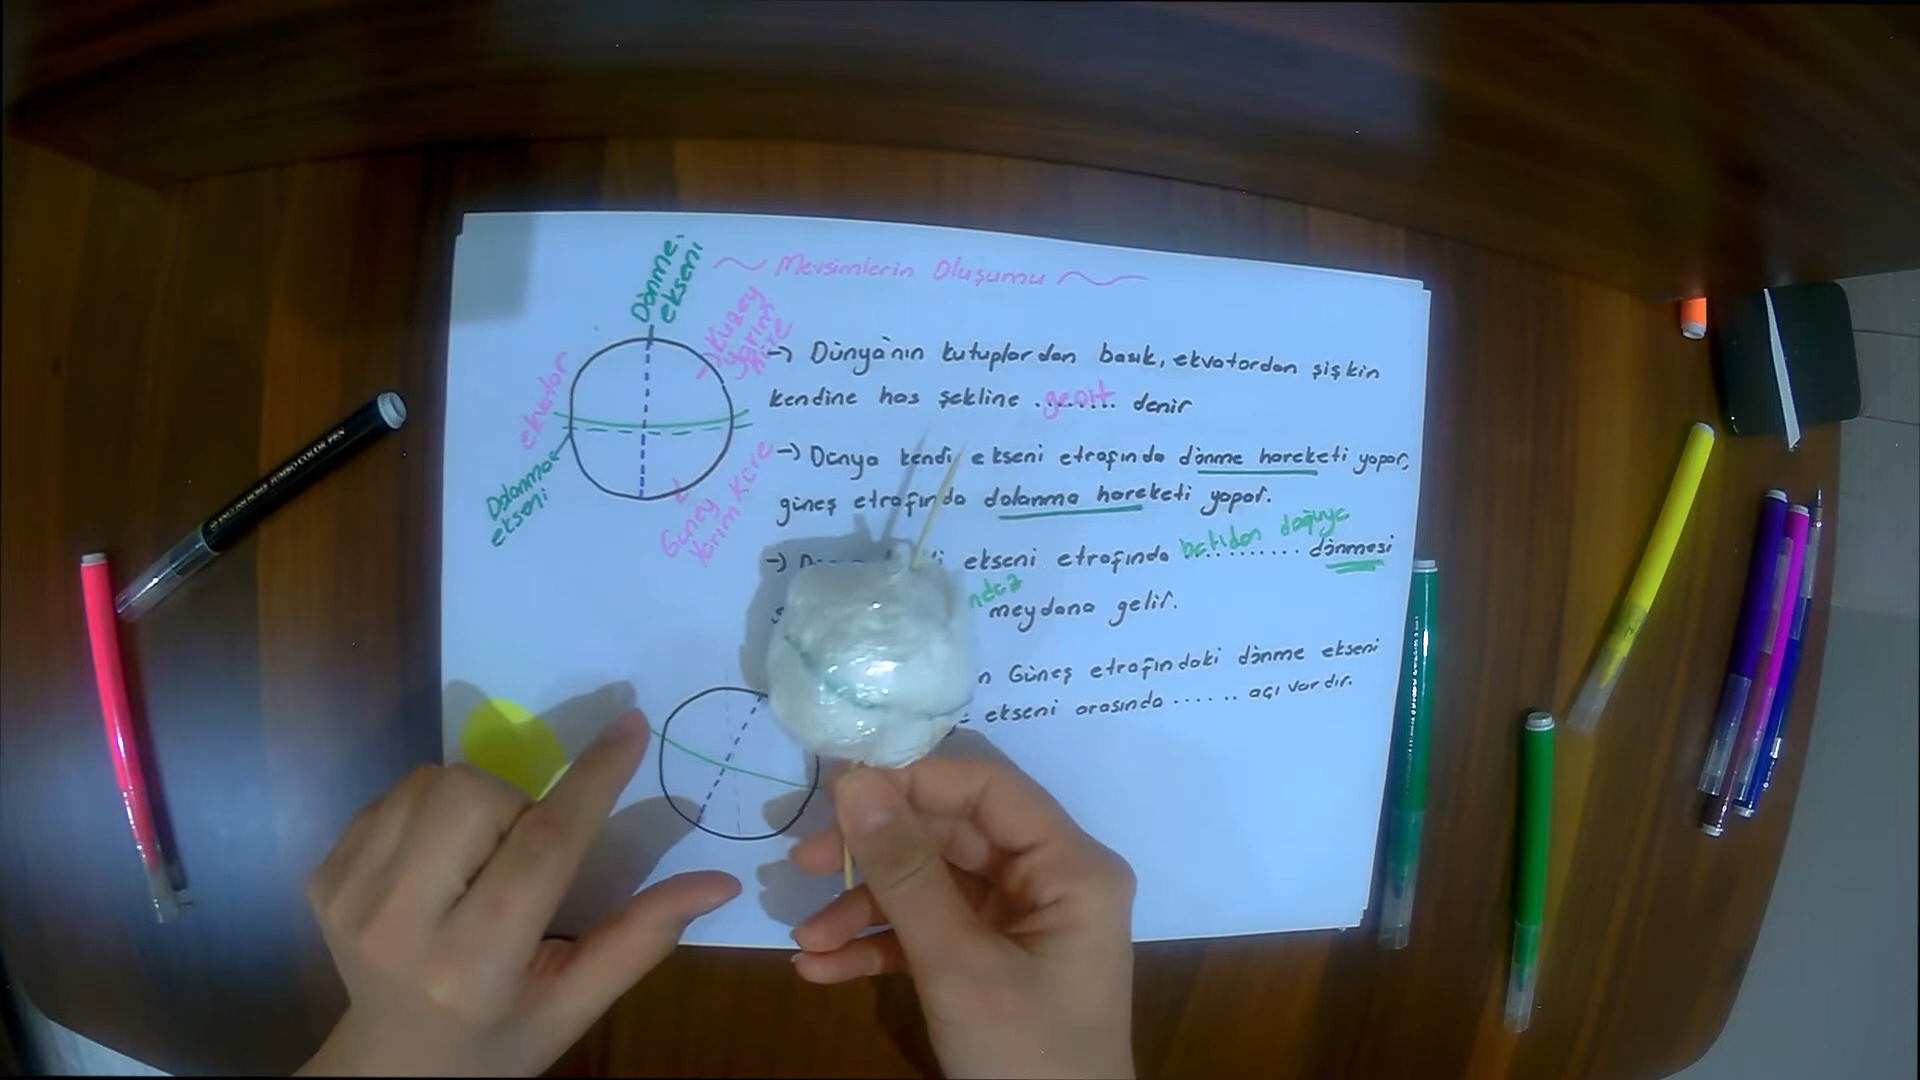 Mevsimlerin Oluşumu
Dönme
ekseni
Kuzey
Yarım
Küre
ekvator
Dolanma
ekseni
Güney
Yarım Küre
→ Dünya'nın kutuplardan basık, ekvatordan şişkin
kendine has şekline geoit denir
→ Dünya kendi ekseni etrafında dönme hareketi yapar,
güneş etrafında dolanma hareketi yapar.
→ ekseni etrafında batıdan doğuya dönmesi
meydana gelir.
Güneş etrafındaki dönme ekseni
ekseni arasında ...... açı vardır.